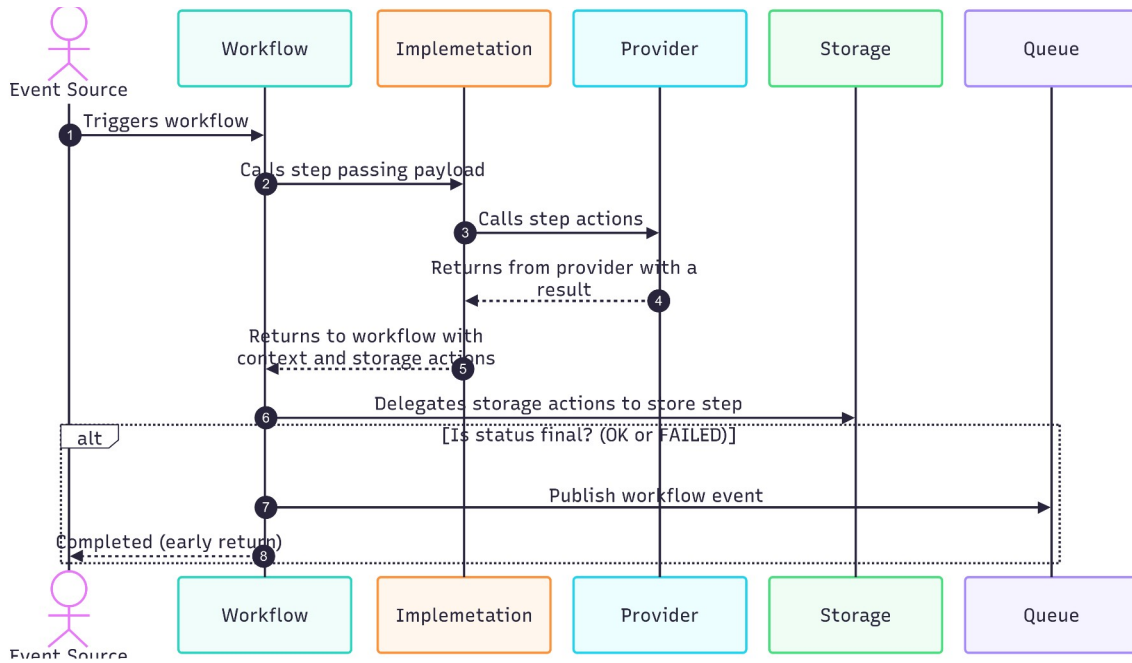 Event Source
Workflow
Implemetation
Provider
Storage
Queue
1
Triggers workflow
Calls step passing payload
2
Calls step actions
3
Returns from provider with a
result
4
Returns to workflow with
context and storage actions
5
Delegates storage actions to store step
6
alt
[Is status final? (OK or FAILED)]
Publish workflow event
7
Completed (early return)
8
Workflow
Implemetation
Provider
Storage
Queue
Event Source